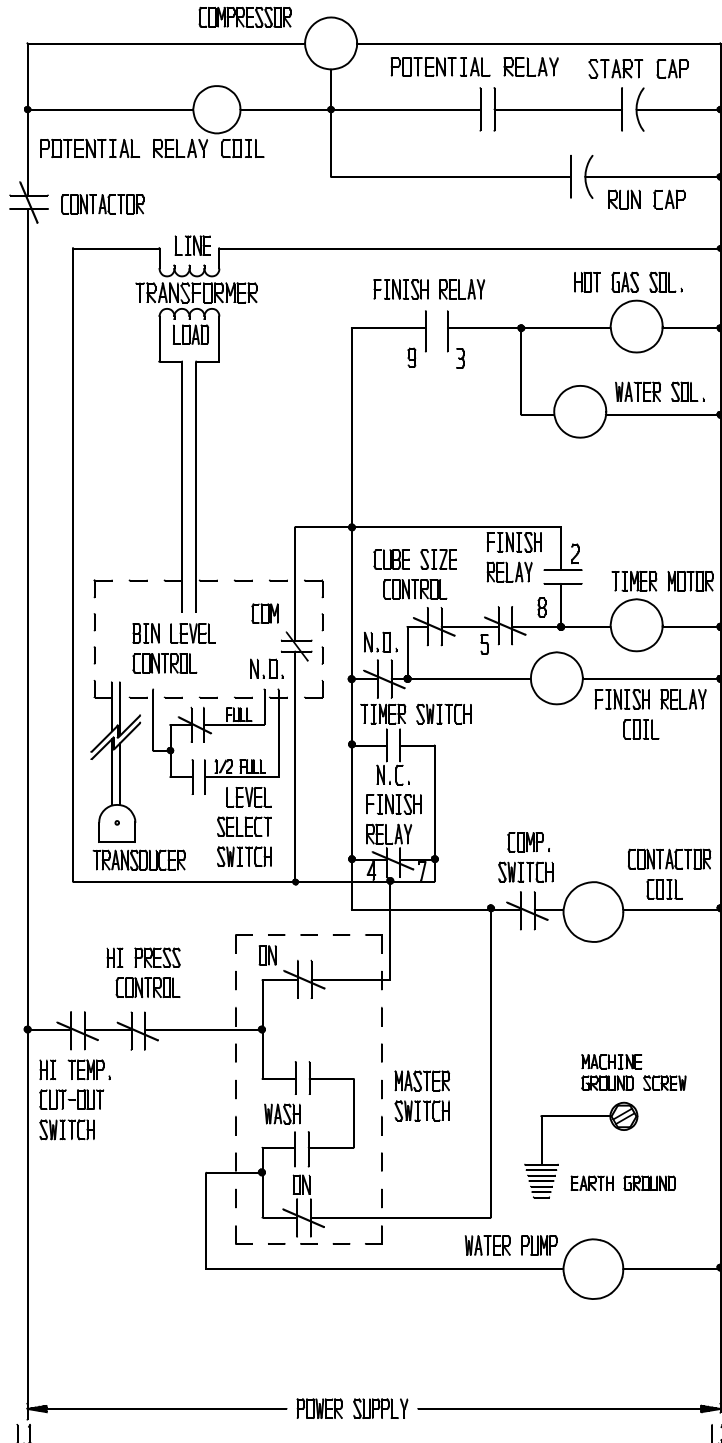 COMPRESSOR
POTENTIAL RELAY
START CAP
POTENTIAL RELAY COIL
CONTACTOR
RUN CAP
LINE
TRANSFORMER
LOAD
FINISH RELAY
HOT GAS SOL.
9
3
WATER SOL.
FINISH
RELAY
2
CUBE SIZE
CONTROL
TIMER MOTOR
COM
8
BIN LEVEL
CONTROL
N.O.
5
N.O.
FINISH RELAY
COIL
TIMER SWITCH
FULL
1/2 FULL
N.C.
LEVEL
SELECT
SWITCH
FINISH
RELAY
4
7
TRANSDUCER
COMP.
SWITCH
CONTACTOR
COIL
HI PRESS
CONTROL
ON
HI TEMP.
CUT-OUT
SWITCH
MASTER
SWITCH
WASH
MACHINE
GROUND SCREW
ON
EARTH GROUND
WATER PUMP
POWER SUPPLY
L1